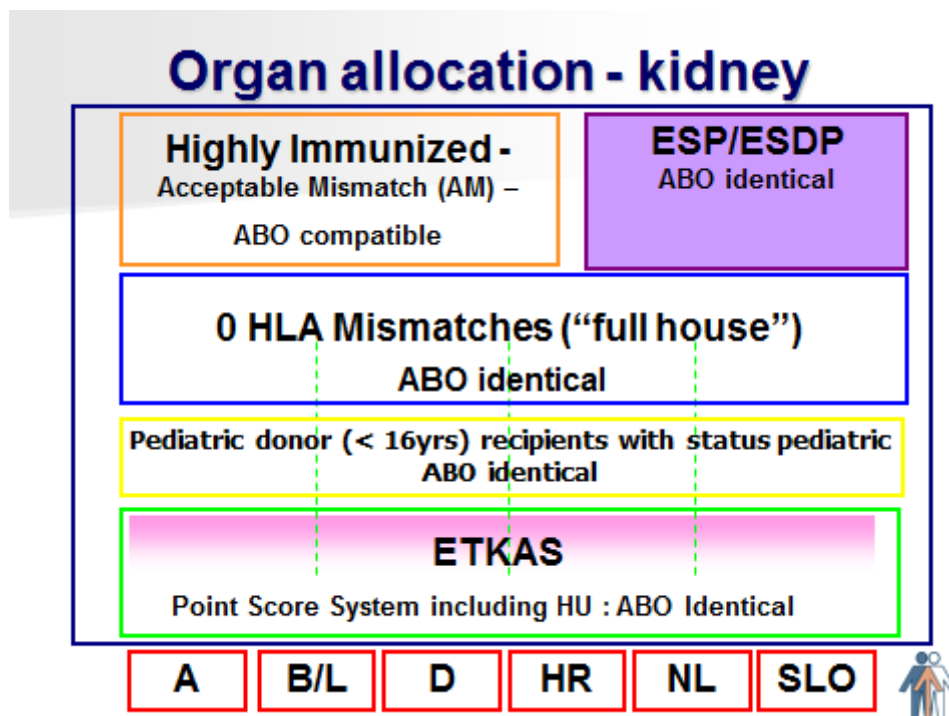 Organ allocation - kidney
Highly Immunized -
Acceptable Mismatch (AM) –
ABO compatible
ESP/ESDP
ABO identical
0 HLA Mismatches (“full house”)
ABO identical
Pediatric donor (< 16yrs) recipients with status pediatric
ABO identical
ETKAS
Point Score System including HU : ABO Identical
A
B/L
D
HR
NL
SLO